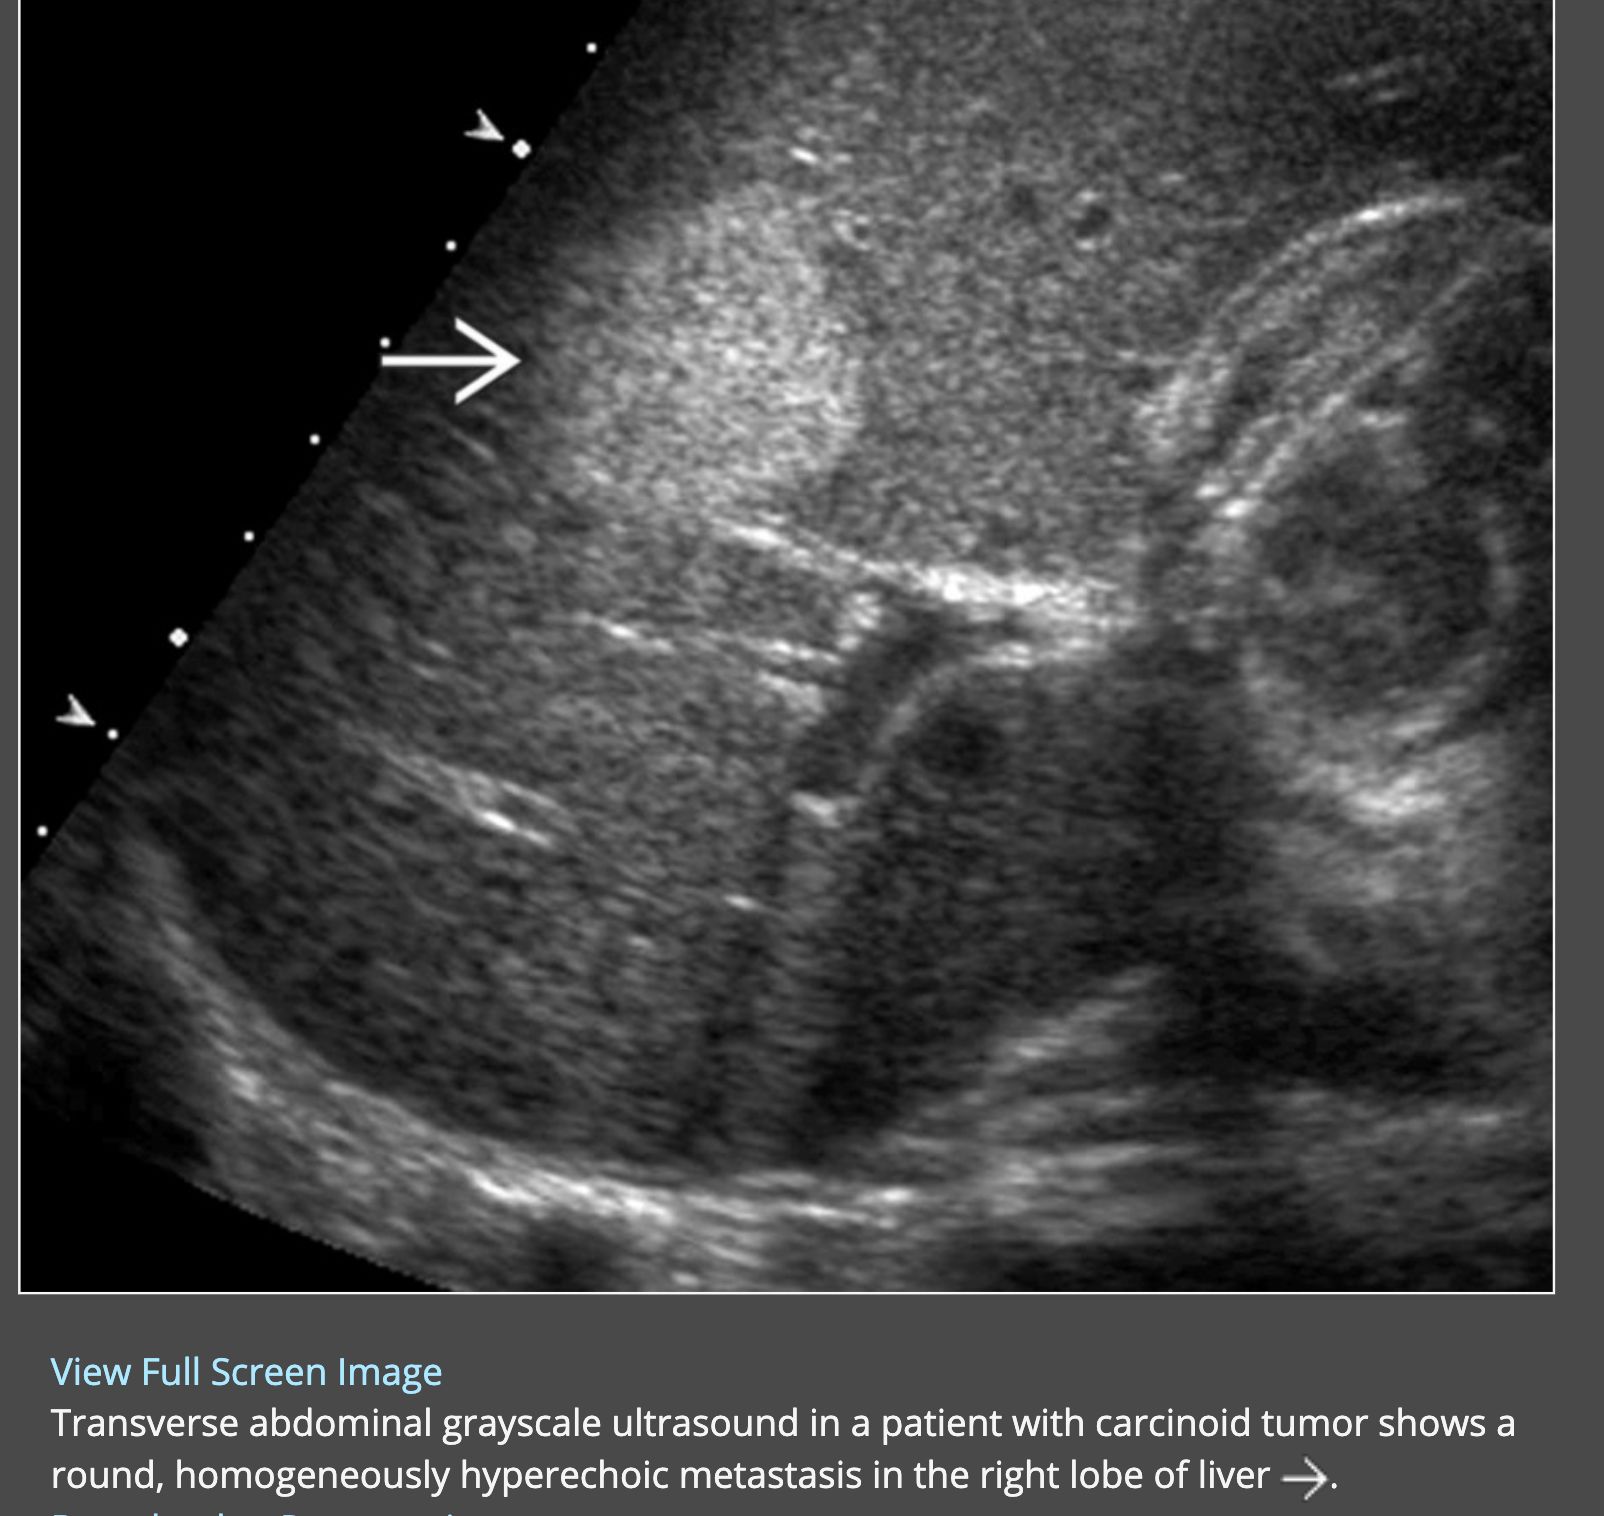 View Full Screen Image
Transverse abdominal grayscale ultrasound in a patient with carcinoid tumor shows a
round, homogeneously hyperechoic metastasis in the right lobe of liver →.